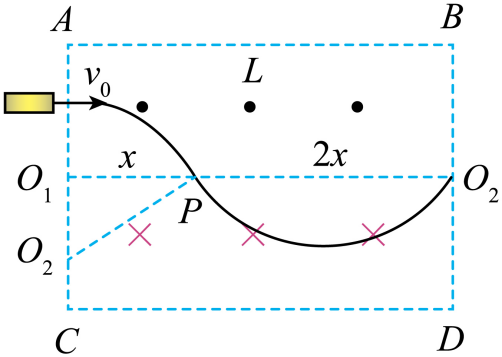 A B
v₀ L
x 2x
O₁ P O₂
O₂
C D